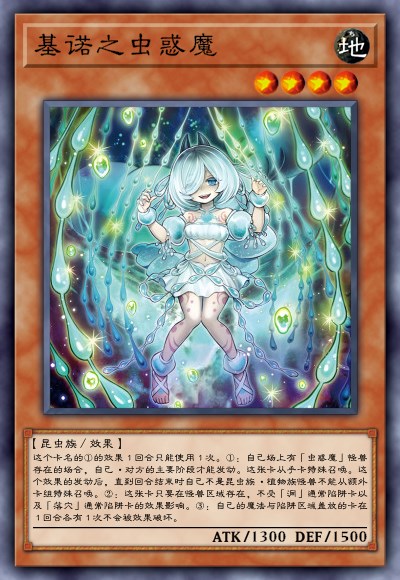 基诺之虫惑魔
地
【昆虫族/效果】
这个卡名的①的效果1回合只能使用1次。①：自己场上有「虫惑魔」怪兽
存在的场合，自己·对方的主要阶段才能发动。这张卡从手卡特殊召唤。这
个效果的发动后，直到回合结束时自己不是昆虫族·植物族怪兽不能从额外
卡组特殊召唤。②：这张卡只要在怪兽区域存在，不受「洞」通常陷阱卡以
及「落穴」通常陷阱卡的效果影响。③：自己的魔法与陷阱区域盖放的卡在
1回合各有1次不会被效果破坏。
ATK/1300 DEF/1500